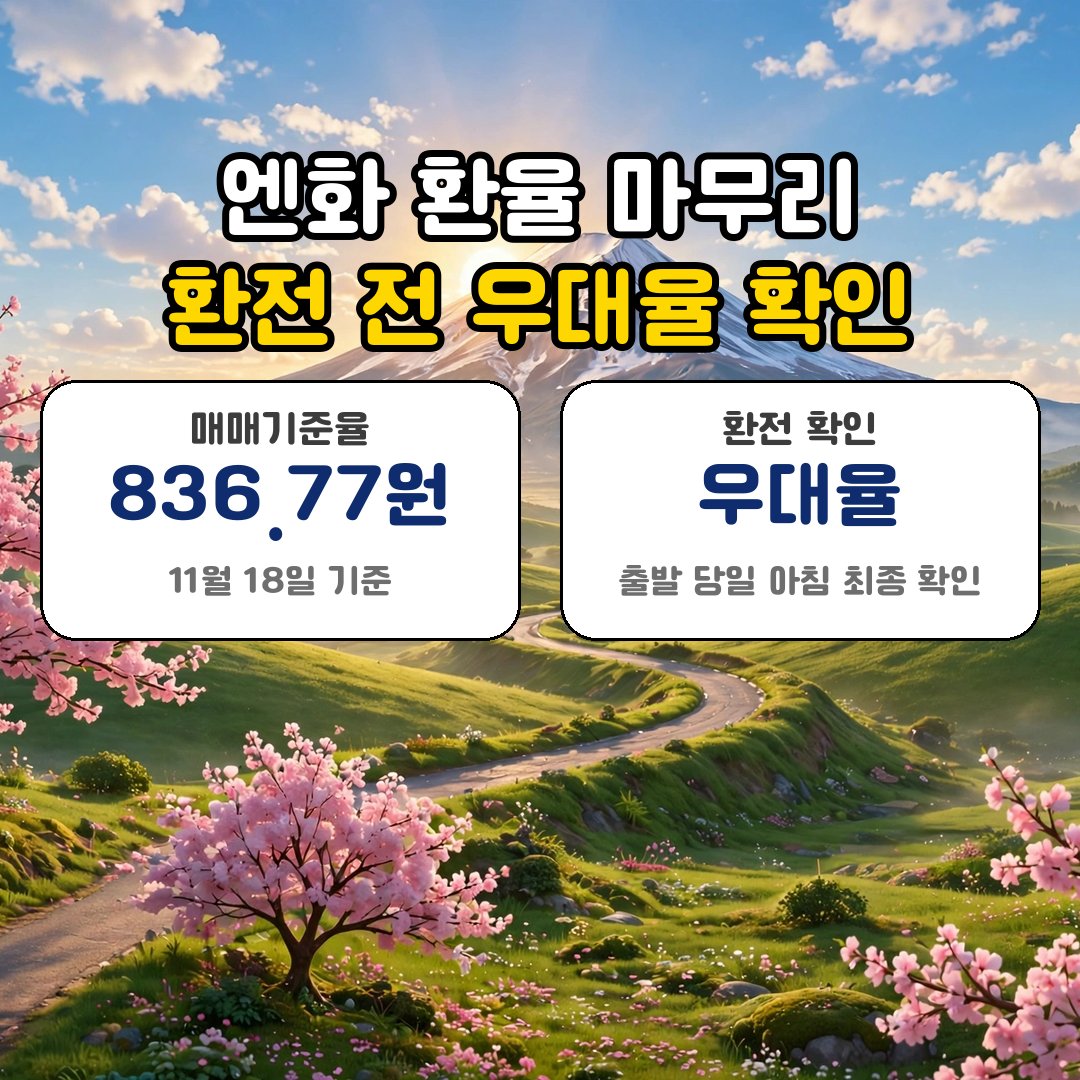 엔화 환율 마무리
환전 전 우대율 확인
매매기준율
836.77원
11월 18일 기준
환전 확인
우대율
출발 당일 아침 최종 확인